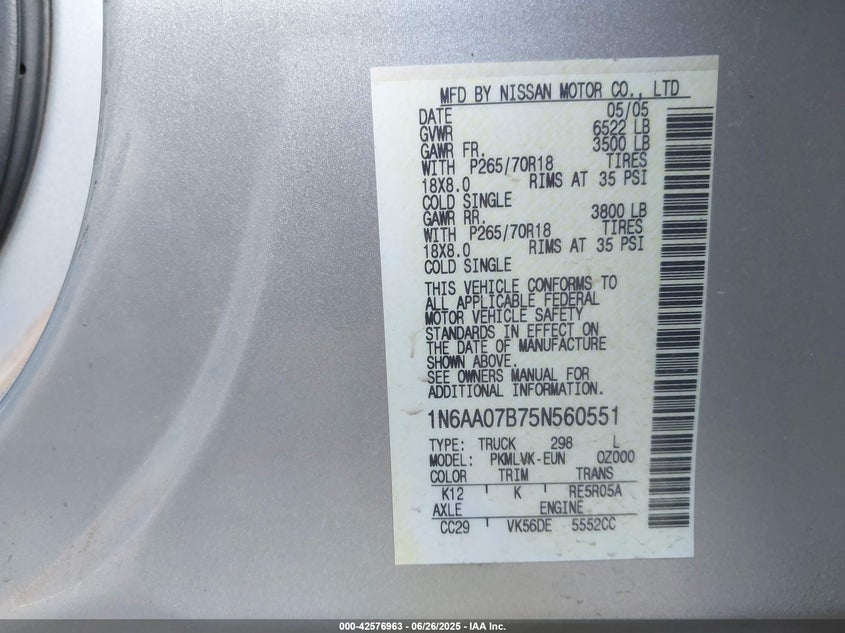 MFD BY NISSAN MOTOR CO., LTD
DATE 05/05
GVWR 6522 LB
GAWR FR. 3500 LB
WITH P265/70R18 TIRES
18X8.0 RIMS AT 35 PSI
COLD SINGLE
GAWR RR. 3800 LB
WITH P265/70R18 TIRES
18X8.0 RIMS AT 35 PSI
COLD SINGLE
THIS VEHICLE CONFORMS TO
ALL APPLICABLE FEDERAL
MOTOR VEHICLE SAFETY
STANDARDS IN EFFECT ON
THE DATE OF MANUFACTURE
SHOWN ABOVE.
SEE OWNERS MANUAL FOR
ADDITIONAL INFORMATION.
1N6AA07B75N560551
TYPE: TRUCK 298 L
MODEL: PKMLVK-EUN OZ000
COLOR TRIM TRANS
K12 K RE5R05A
AXLE ENGINE
CC29 VK56DE 5552CC
000-42576963 - 06/26/2025 - IAA Inc.